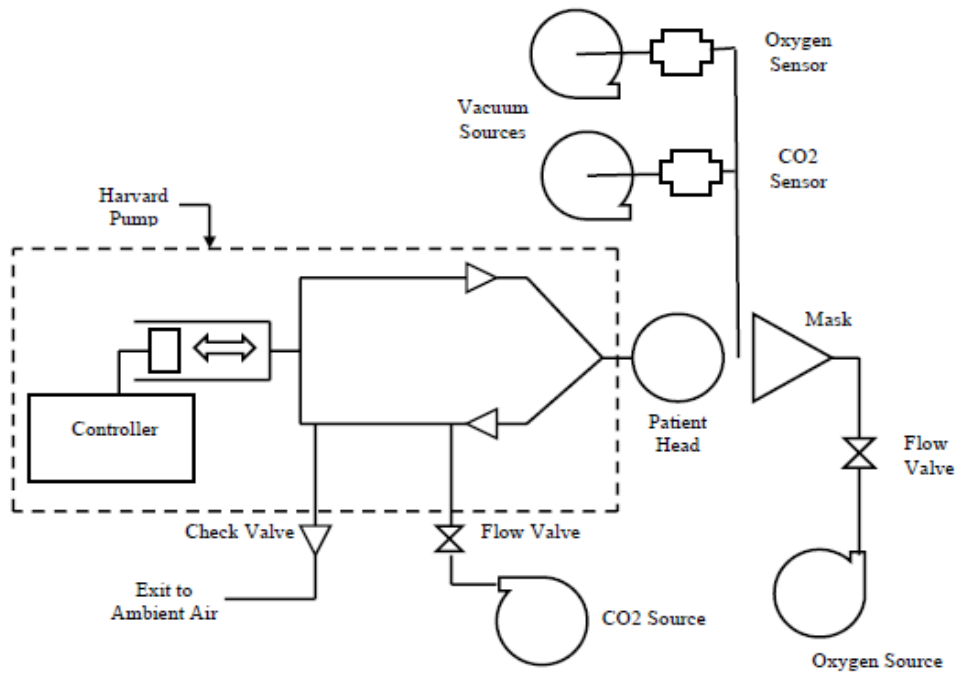 Oxygen
Sensor
Vacuum
Sources
CO2
Sensor
Harvard
Pump
Mask
Controller
Patient
Head
Flow
Valve
Check Valve
Flow Valve
Exit to
Ambient Air
CO2 Source
Oxygen Source